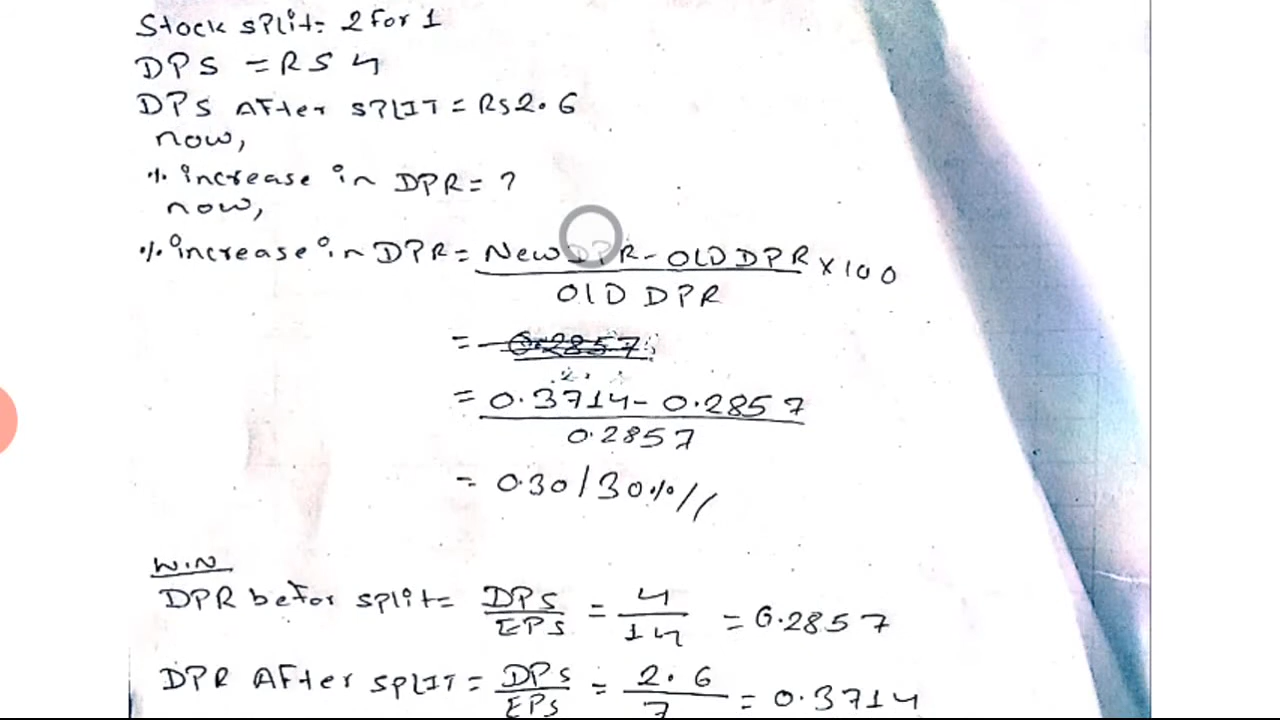 Stock split = 2 for 1
DPS = RS 4
DPS After SPLIT = RS 2.6
now,
% increase in DPR = ?
now,
% increase in DPR = New DPR - OLD DPR × 100
OLD DPR
= 0.2857
= 0.3714 - 0.2857
0.2857
= 0.30 / 30% //
W.N
DPR befor split = DPS / EPS = 4 / 14 = 0.2857
DPR After SPLIT = DPS / EPS = 2.6 / 7 = 0.3714